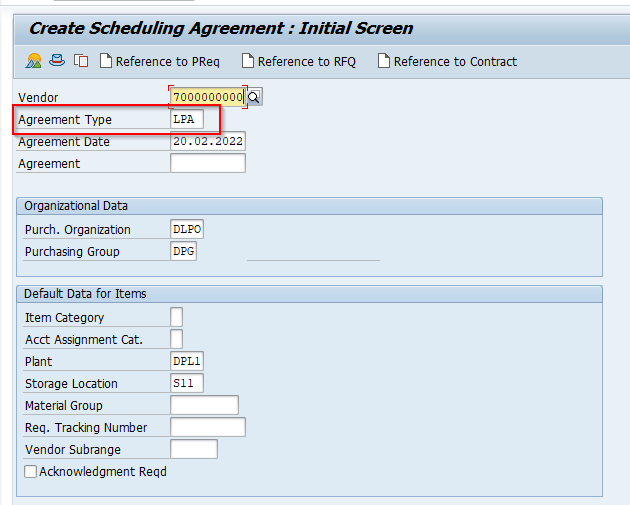 Create Scheduling Agreement : Initial Screen
Reference to PReq Reference to RFQ Reference to Contract
Vendor 7000000000
Agreement Type LPA
Agreement Date 20.02.2022
Agreement
Organizational Data
Purch. Organization DLPO
Purchasing Group DPG
Default Data for Items
Item Category
Acct Assignment Cat.
Plant DPL1
Storage Location S11
Material Group
Req. Tracking Number
Vendor Subrange
Acknowledgment Reqd